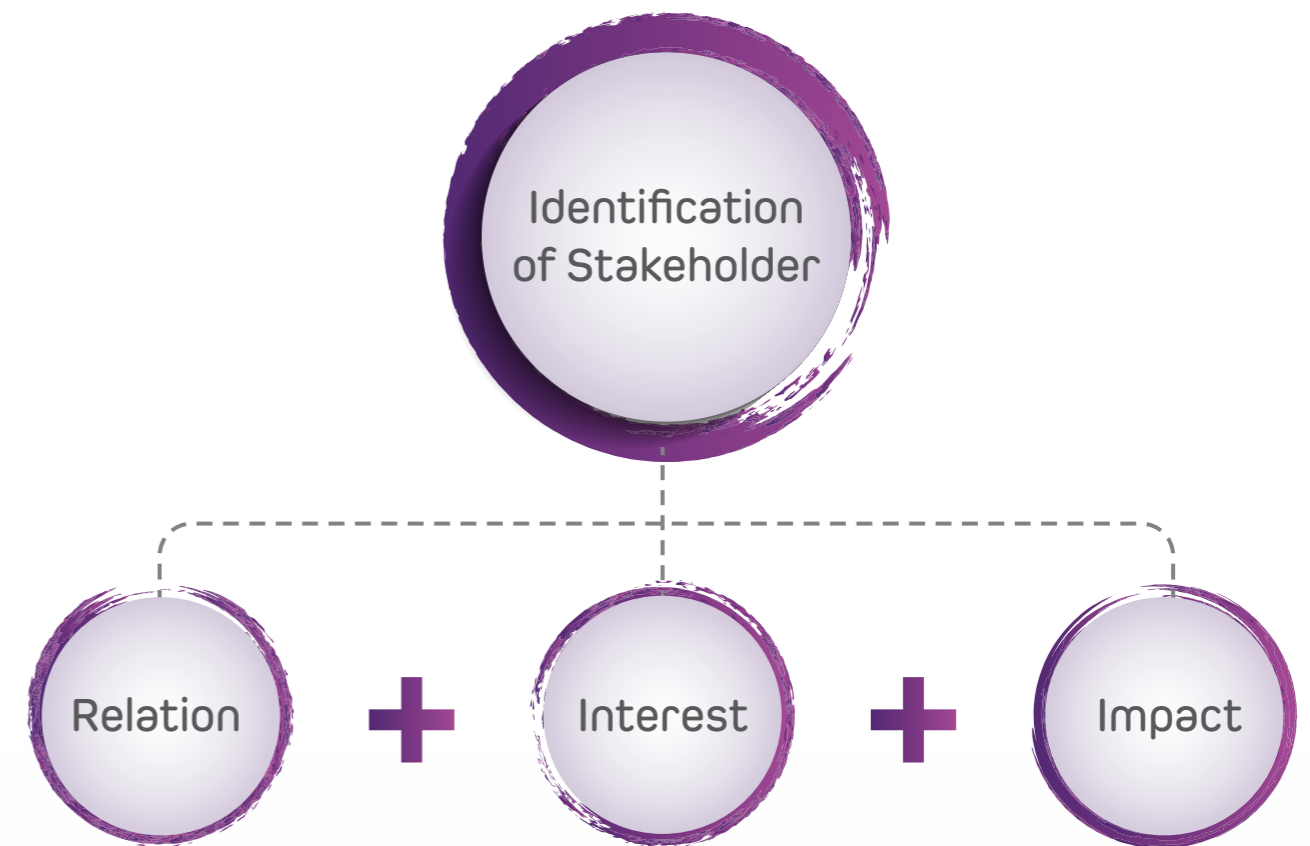 Identification
of Stakeholder
Relation + Interest + Impact